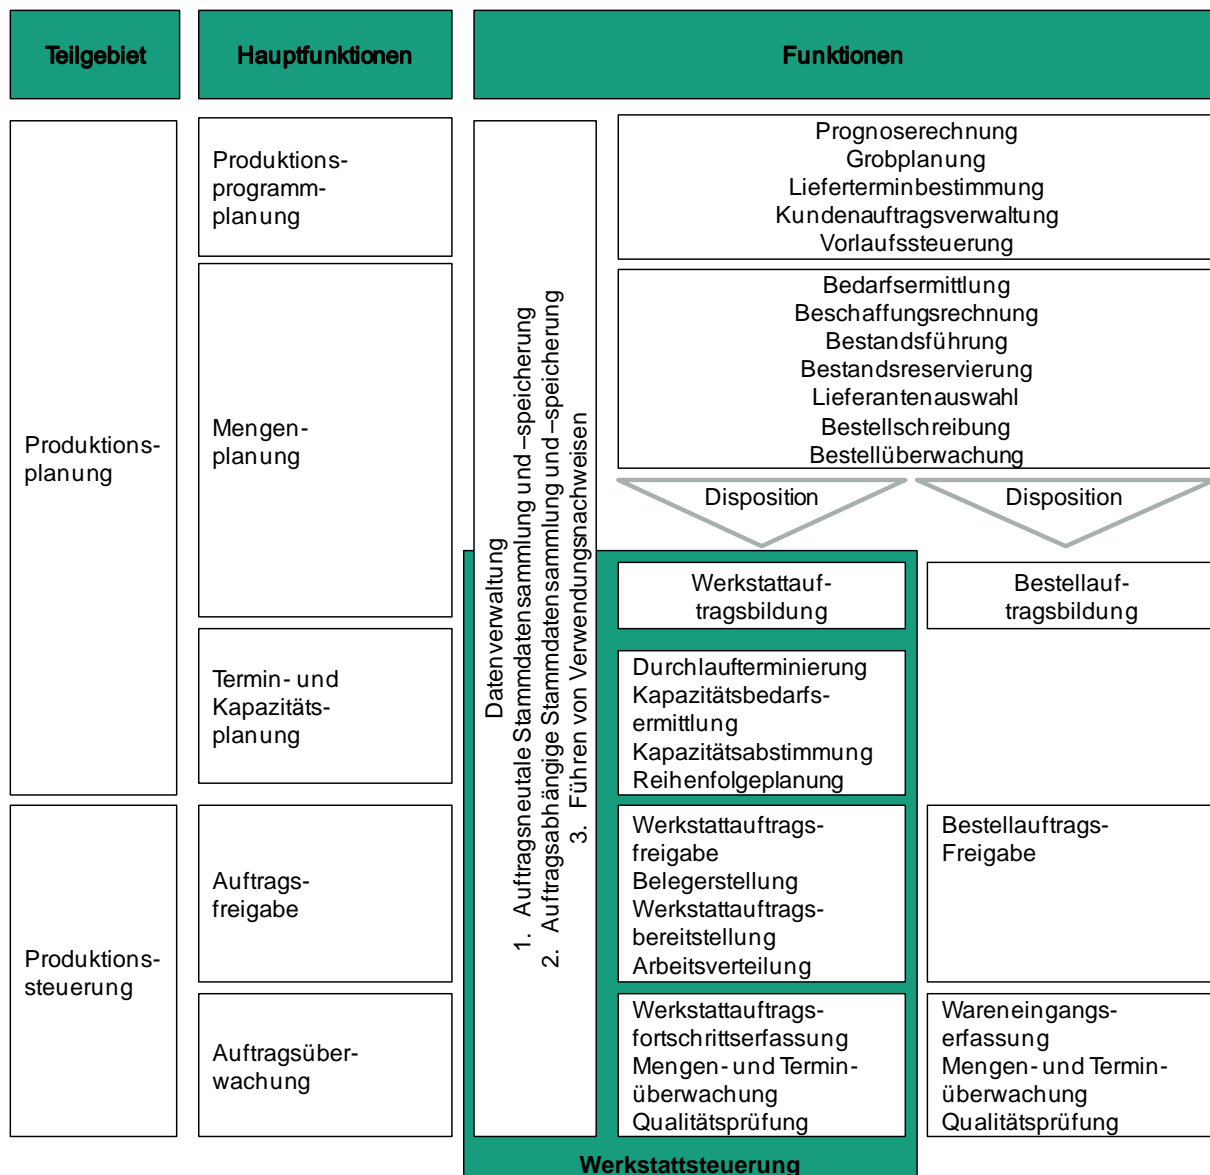 Teilgebiet
Hauptfunktionen
Funktionen
Produktions-
planung
Produktions-
programm-
planung
Mengen-
planung
Termin- und
Kapazitäts-
planung
Produktions-
steuerung
Auftrags-
freigabe
Auftragsüber-
wachung
Datenverwaltung
1. Auftragsneutale Stammdatensammlung und –speicherung
2. Auftragsabhängige Stammdatensammlung und –speicherung
3. Führen von Verwendungsnachweisen
Prognoserechnung
Grobplanung
Lieferterminbestimmung
Kundenauftragsverwaltung
Vorlaufssteuerung
Bedarfsermittlung
Beschaffungsrechnung
Bestandsführung
Bestandsreservierung
Lieferantenauswahl
Bestellschreibung
Bestellüberwachung
Disposition
Disposition
Werkstattauf-
tragsbildung
Bestellauf-
tragsbildung
Durchlaufterminierung
Kapazitätsbedarfs-
ermittlung
Kapazitätsabstimmung
Reihenfolgeplanung
Werkstattauftrags-
freigabe
Belegerstellung
Werkstattauftrags-
bereitstellung
Arbeitsverteilung
Bestellauftrags-
Freigabe
Werkstattauftrags-
fortschrittserfassung
Mengen- und Termin-
überwachung
Qualitätsprüfung
Wareneingangs-
erfassung
Mengen- und Termin-
überwachung
Qualitätsprüfung
Werkstattsteuerung